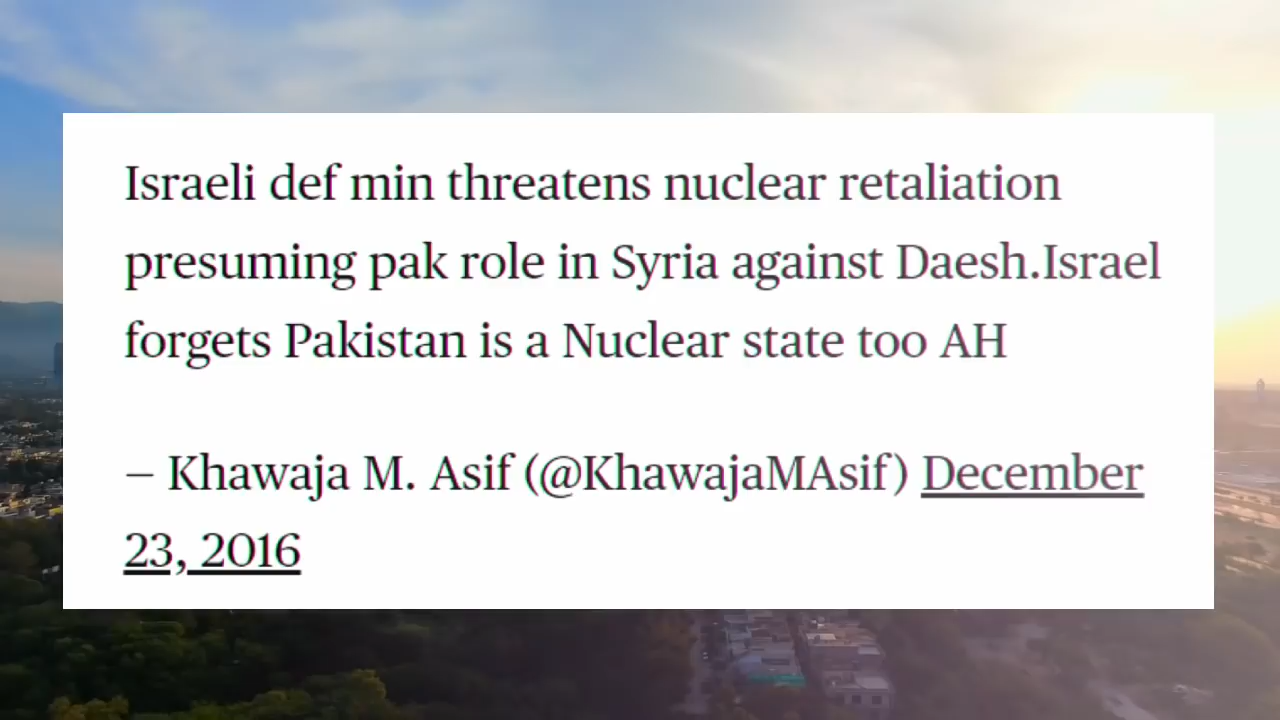 Israeli def min threatens nuclear retaliation
presuming pak role in Syria against Daesh.Israel
forgets Pakistan is a Nuclear state too AH
– Khawaja M. Asif (@KhawajaMAsif) December
23, 2016